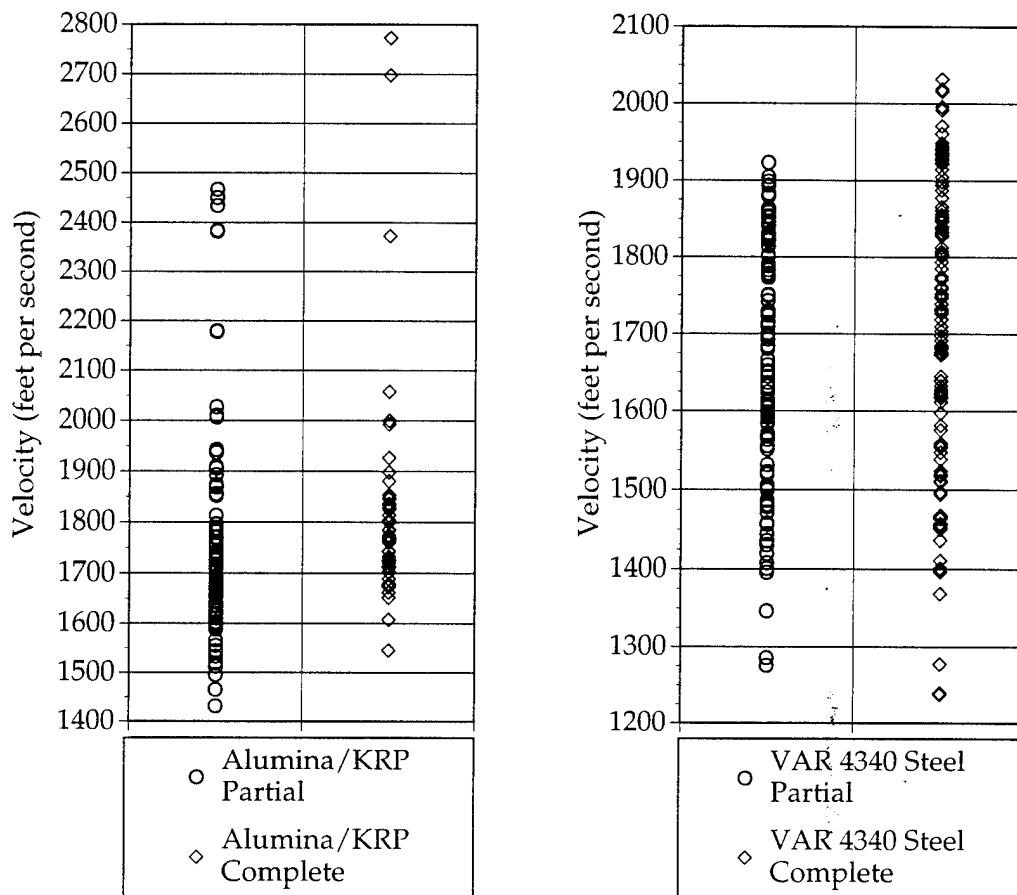 Velocity (feet per second)
2800
2700
2600
2500
2400
2300
2200
2100
2000
1900
1800
1700
1600
1500
1400
Alumina/KRP
Partial
Alumina/KRP
Complete
Velocity (feet per second)
2100
2000
1900
1800
1700
1600
1500
1400
1300
1200
VAR 4340 Steel
Partial
VAR 4340 Steel
Complete